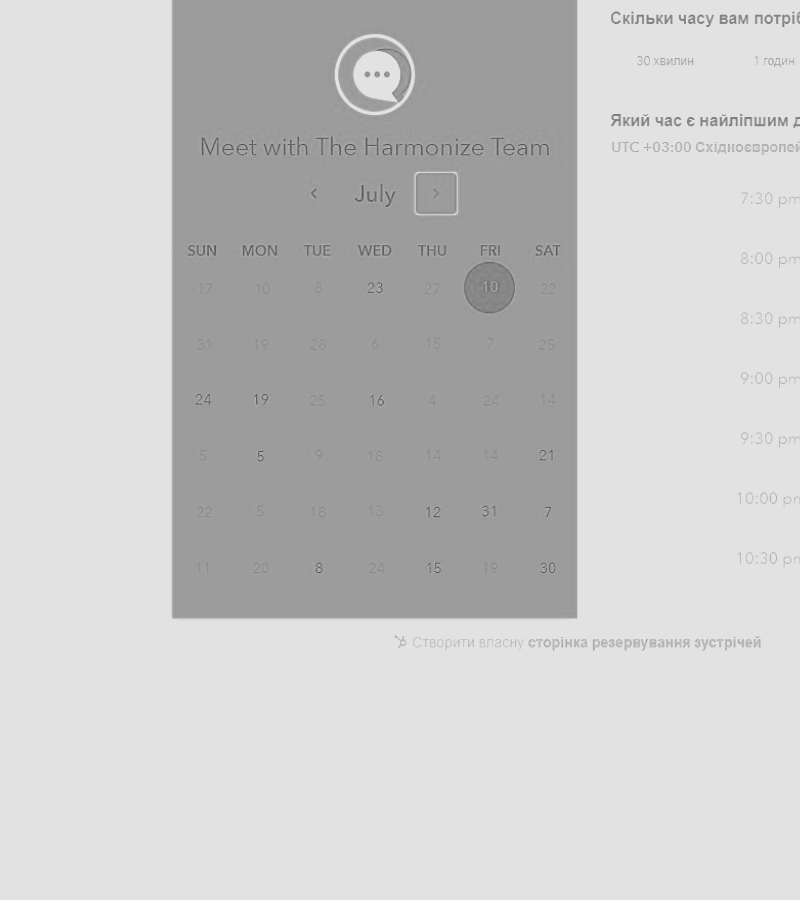 Meet with The Harmonize Team
July
SUN MON TUE WED THU FRI SAT
17 10 8 23 27 10 22
31 19 28 6 15 7 25
24 19 25 16 4 24 14
5 5 9 18 14 14 21
22 5 18 13 12 31 7
11 20 8 24 15 19 30
Скільки часу вам потріб
30 хвилин 1 годин
Який час є найліпшим д
UTC +03:00 Східноєвропей
7:30 pm
8:00 pm
8:30 pm
9:00 pm
9:30 pm
10:00 pm
10:30 pm
Створити власну сторінка резервування зустрічей